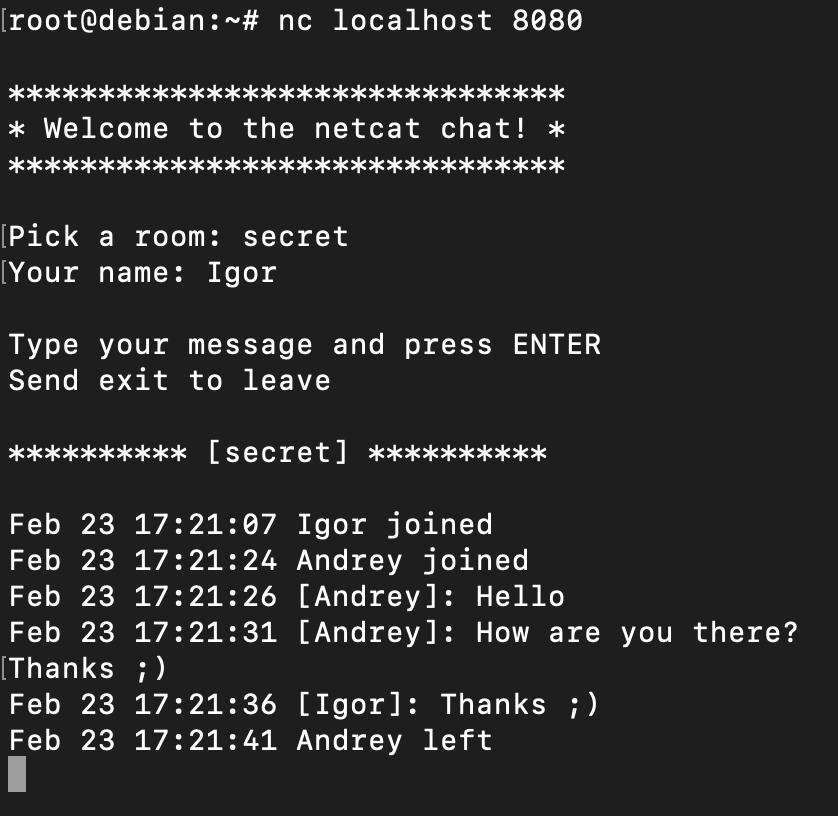 [root@debian:~# nc localhost 8080
*******************************
* Welcome to the netcat chat! *
*******************************
[Pick a room: secret
[Your name: Igor
Type your message and press ENTER
Send exit to leave
********** [secret] **********
Feb 23 17:21:07 Igor joined
Feb 23 17:21:24 Andrey joined
Feb 23 17:21:26 [Andrey]: Hello
Feb 23 17:21:31 [Andrey]: How are you there?
[Thanks ;)
Feb 23 17:21:36 [Igor]: Thanks ;)
Feb 23 17:21:41 Andrey left